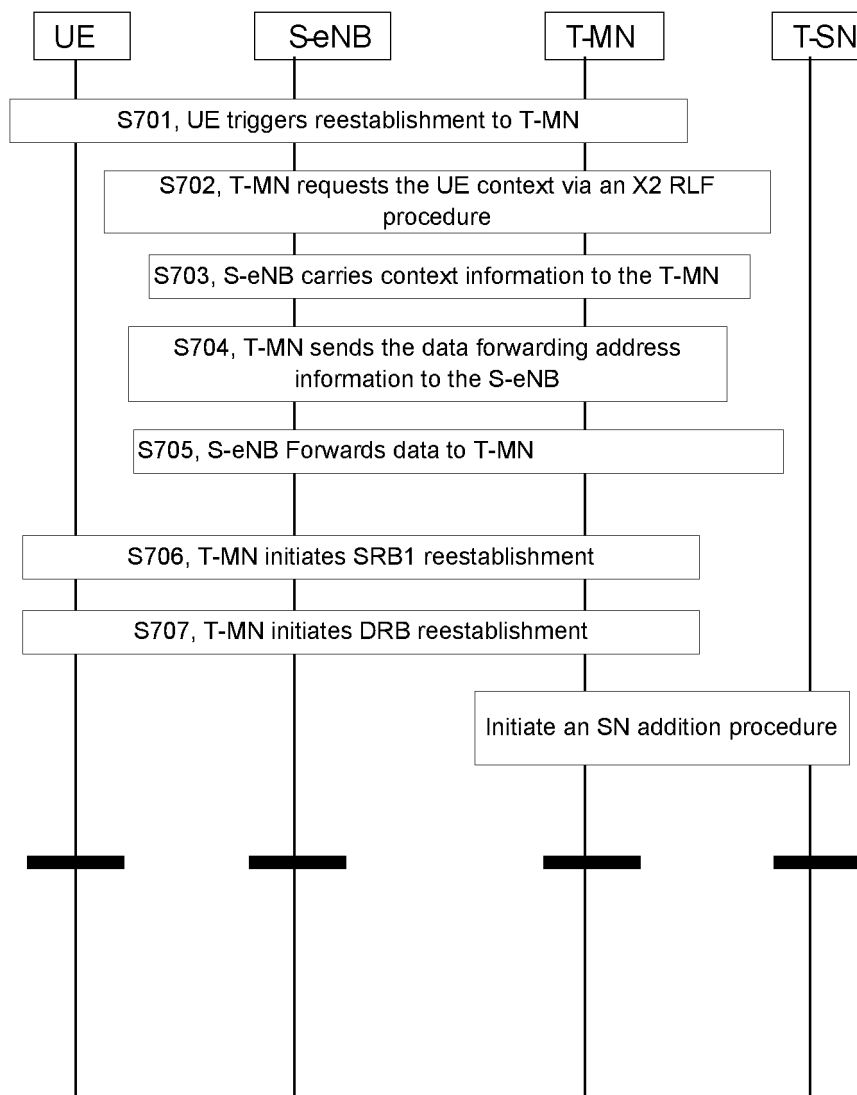 UE
S-eNB
T-MN
T-SN
S701, UE triggers reestablishment to T-MN
S702, T-MN requests the UE context via an X2 RLF
procedure
S703, S-eNB carries context information to the T-MN
S704, T-MN sends the data forwarding address
information to the S-eNB
S705, S-eNB Forwards data to T-MN
S706, T-MN initiates SRB1 reestablishment
S707, T-MN initiates DRB reestablishment
Initiate an SN addition procedure